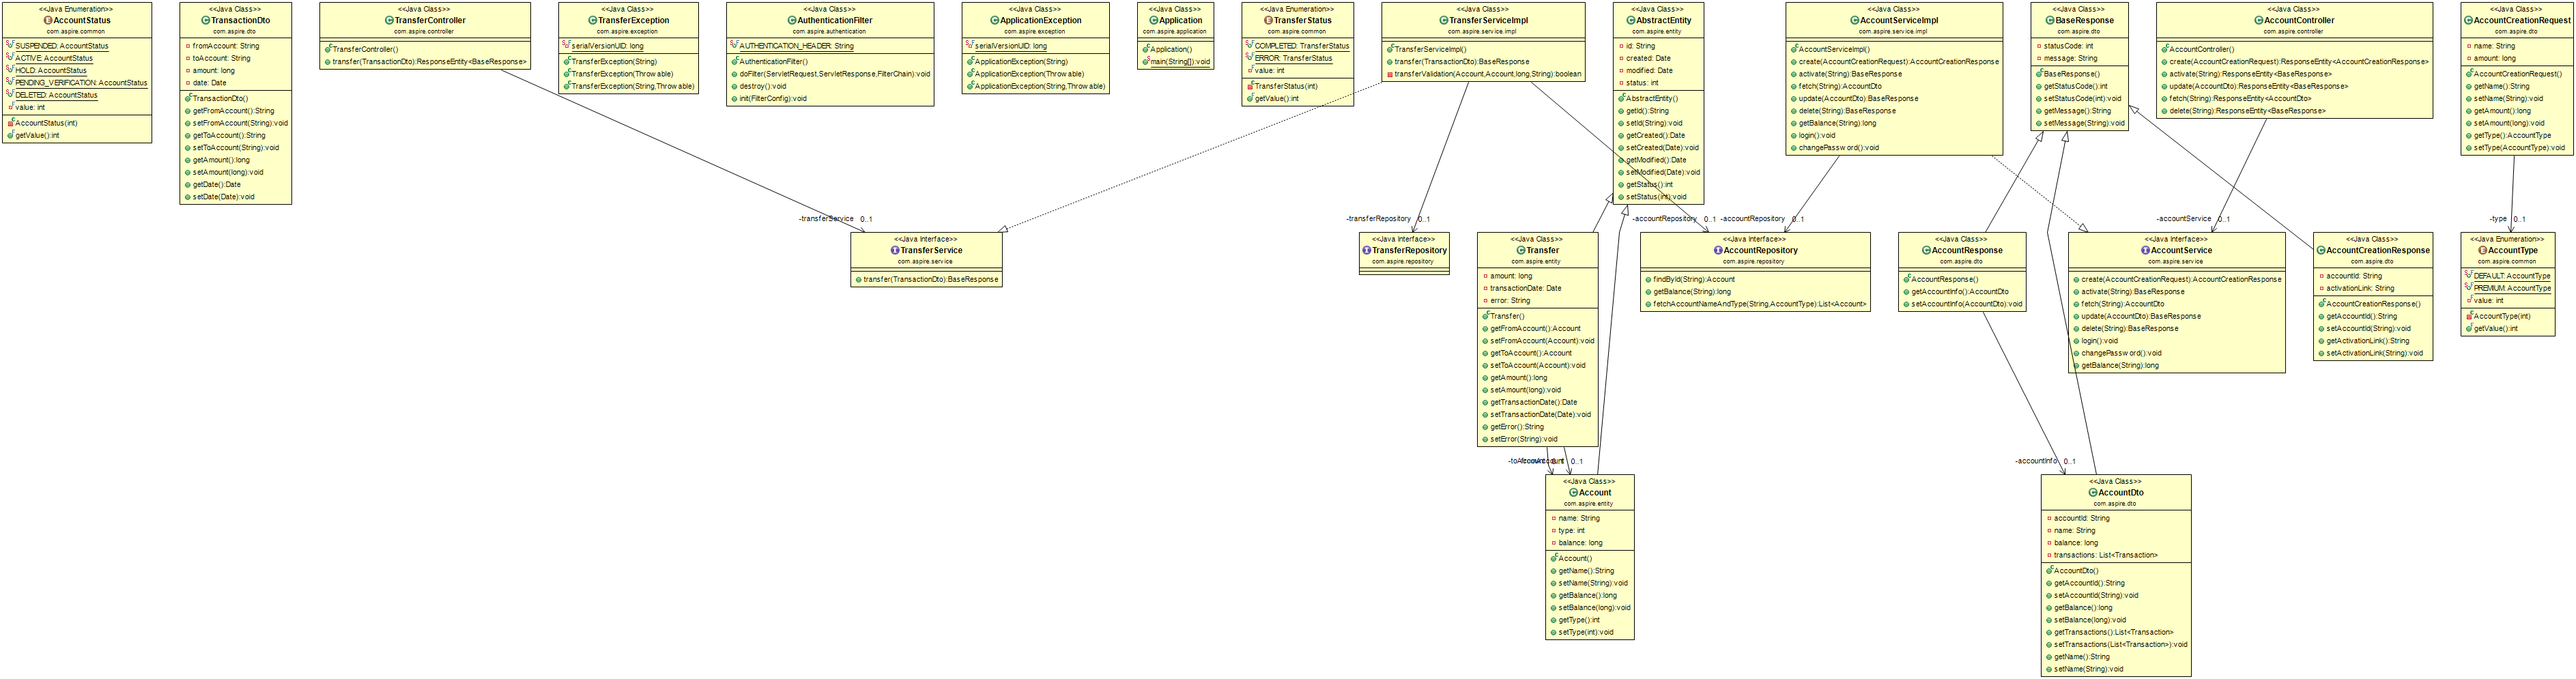 <<Java Enumeration>>
AccountStatus
com.aspire.common
SUSPENDED: AccountStatus
ACTIVE: AccountStatus
HOLD: AccountStatus
PENDING_VERIFICATION: AccountStatus
DELETED: AccountStatus
value: int
AccountStatus(int)
getValue():int
<<Java Class>>
TransactionDto
com.aspire.dto
fromAccount: String
toAccount: String
amount: long
date: Date
TransactionDto()
getFromAccount():String
setFromAccount(String):void
getToAccount():String
setToAccount(String):void
getAmount():long
setAmount(long):void
getDate():Date
setDate(Date):void
<<Java Class>>
TransferController
com.aspire.controller
TransferController()
transfer(TransactionDto):ResponseEntity<BaseResponse>
<<Java Class>>
TransferException
com.aspire.exception
serialVersionUID: long
TransferException(String)
TransferException(Throwable)
TransferException(String,Throwable)
<<Java Class>>
AuthenticationFilter
com.aspire.authentication
AUTHENTICATION_HEADER: String
AuthenticationFilter()
doFilter(ServletRequest,ServletResponse,FilterChain):void
destroy():void
init(FilterConfig):void
<<Java Class>>
ApplicationException
com.aspire.exception
serialVersionUID: long
ApplicationException(String)
ApplicationException(Throwable)
ApplicationException(String,Throwable)
<<Java Class>>
Application
com.aspire.application
Application()
main(String[]):void
<<Java Enumeration>>
TransferStatus
com.aspire.common
COMPLETED: TransferStatus
ERROR: TransferStatus
value: int
TransferStatus(int)
getValue():int
<<Java Class>>
TransferServiceImpl
com.aspire.service.impl
TransferServiceImpl()
transfer(TransactionDto):BaseResponse
transferValidation(Account,Account,long,String):boolean
<<Java Class>>
AbstractEntity
com.aspire.entity
id: String
created: Date
modified: Date
status: int
AbstractEntity()
getId():String
setId(String):void
getCreated():Date
setCreated(Date):void
getModified():Date
setModified(Date):void
getStatus():int
setStatus(int):void
<<Java Class>>
AccountServiceImpl
com.aspire.service.impl
AccountServiceImpl()
create(AccountCreationRequest):AccountCreationResponse
activate(String):BaseResponse
fetch(String):AccountDto
update(AccountDto):BaseResponse
delete(String):BaseResponse
getBalance(String):long
login():void
changePassword():void
<<Java Class>>
BaseResponse
com.aspire.dto
statusCode: int
message: String
BaseResponse()
getStatusCode():int
setStatusCode(int):void
getMessage():String
setMessage(String):void
<<Java Class>>
AccountController
com.aspire.controller
AccountController()
create(AccountCreationRequest):ResponseEntity<AccountCreationResponse>
activate(String):ResponseEntity<BaseResponse>
update(AccountDto):ResponseEntity<BaseResponse>
fetch(String):ResponseEntity<AccountDto>
delete(String):ResponseEntity<BaseResponse>
<<Java Class>>
AccountCreationRequest
com.aspire.dto
name: String
amount: long
AccountCreationRequest()
getName():String
setName(String):void
getAmount():long
setAmount(long):void
getType():AccountType
setType(AccountType):void
-transferService 0..1
-transferRepository 0..1
-accountRepository 0..1
-accountRepository 0..1
-accountService 0..1
-type 0..1
<<Java Interface>>
TransferService
com.aspire.service
transfer(TransactionDto):BaseResponse
<<Java Interface>>
TransferRepository
com.aspire.repository
<<Java Class>>
Transfer
com.aspire.entity
amount: long
transactionDate: Date
error: String
Transfer()
getFromAccount():Account
setFromAccount(Account):void
getToAccount():Account
setToAccount(Account):void
getAmount():long
setAmount(long):void
getTransactionDate():Date
setTransactionDate(Date):void
getError():String
setError(String):void
<<Java Interface>>
AccountRepository
com.aspire.repository
findById(String):Account
getBalance(String):long
fetchAccountNameAndType(String,AccountType):List<Account>
<<Java Class>>
AccountResponse
com.aspire.dto
AccountResponse()
getAccountInfo():AccountDto
setAccountInfo(AccountDto):void
<<Java Interface>>
AccountService
com.aspire.service
create(AccountCreationRequest):AccountCreationResponse
activate(String):BaseResponse
fetch(String):AccountDto
update(AccountDto):BaseResponse
delete(String):BaseResponse
login():void
changePassword():void
getBalance(String):long
<<Java Class>>
AccountCreationResponse
com.aspire.dto
accountId: String
activationLink: String
AccountCreationResponse()
getAccountId():String
setAccountId(String):void
getActivationLink():String
setActivationLink(String):void
<<Java Enumeration>>
AccountType
com.aspire.common
DEFAULT: AccountType
PREMIUM: AccountType
value: int
AccountType(int)
getValue():int
0..1
-accountInfo 0..1
<<Java Class>>
Account
com.aspire.entity
name: String
type: int
balance: long
Account()
getName():String
setName(String):void
getBalance():long
setBalance(long):void
getType():int
setType(int):void
<<Java Class>>
AccountDto
com.aspire.dto
accountId: String
name: String
balance: long
transactions: List<Transaction>
AccountDto()
getAccountId():String
setAccountId(String):void
getBalance():long
setBalance(long):void
getTransactions():List<Transaction>
setTransactions(List<Transaction>):void
getName():String
setName(String):void